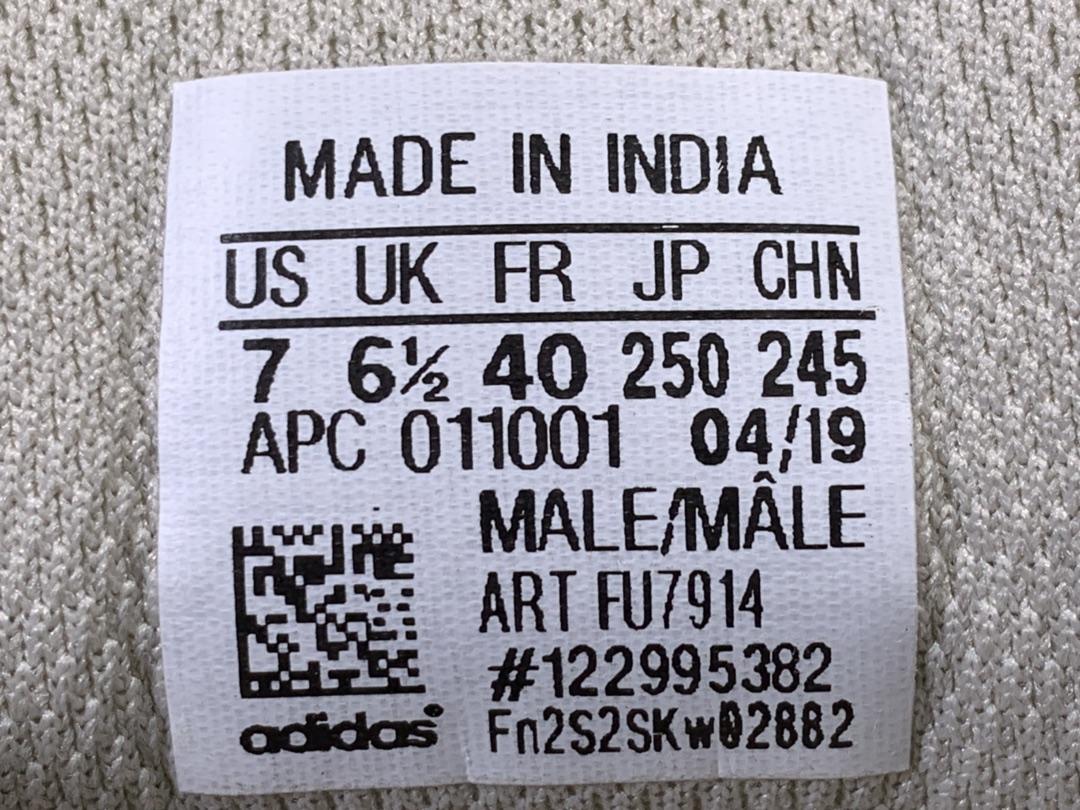 MADE IN INDIA
US UK FR JP CHN
7 6½ 40 250 245
APC 011001 04/19
MALE/MÂLE
ART FU7914
#122995382
Fn2S2SKw02882
adidas®